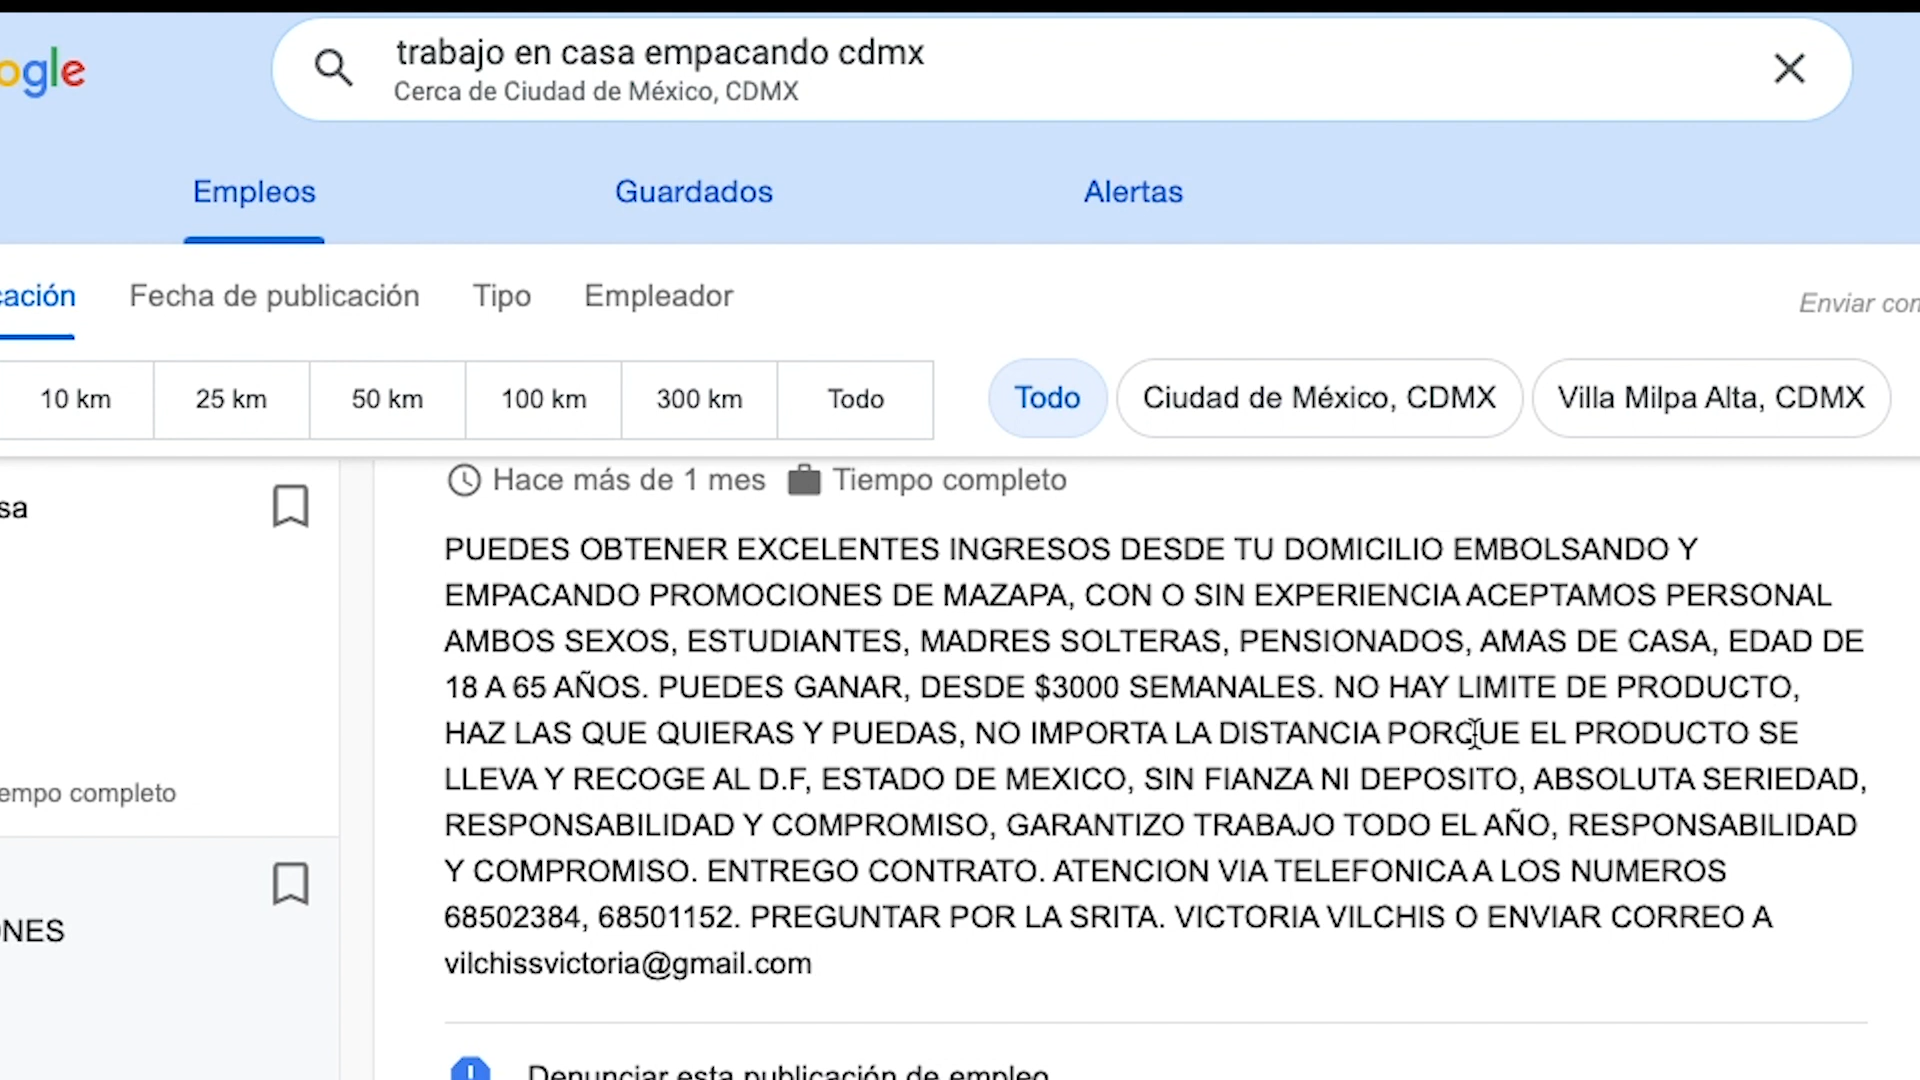 ogle
trabajo en casa empacando cdmx
Cerca de Ciudad de México, CDMX
Empleos Guardados Alertas
cación Fecha de publicación Tipo Empleador Enviar con
10 km 25 km 50 km 100 km 300 km Todo Todo Ciudad de México, CDMX Villa Milpa Alta, CDMX
Hace más de 1 mes Tiempo completo
sa
PUEDES OBTENER EXCELENTES INGRESOS DESDE TU DOMICILIO EMBOLSANDO Y
EMPACANDO PROMOCIONES DE MAZAPA, CON O SIN EXPERIENCIA ACEPTAMOS PERSONAL
AMBOS SEXOS, ESTUDIANTES, MADRES SOLTERAS, PENSIONADOS, AMAS DE CASA, EDAD DE
18 A 65 AÑOS. PUEDES GANAR, DESDE $3000 SEMANALES. NO HAY LIMITE DE PRODUCTO,
HAZ LAS QUE QUIERAS Y PUEDAS, NO IMPORTA LA DISTANCIA PORQUE EL PRODUCTO SE
LLEVA Y RECOGE AL D.F, ESTADO DE MEXICO, SIN FIANZA NI DEPOSITO, ABSOLUTA SERIEDAD,
empo completo
RESPONSABILIDAD Y COMPROMISO, GARANTIZO TRABAJO TODO EL AÑO, RESPONSABILIDAD
Y COMPROMISO. ENTREGO CONTRATO. ATENCION VIA TELEFONICA A LOS NUMEROS
68502384, 68501152. PREGUNTAR POR LA SRITA. VICTORIA VILCHIS O ENVIAR CORREO A
ONES
vilchissvictoria@gmail.com
Denunciar esta publicación de empleo